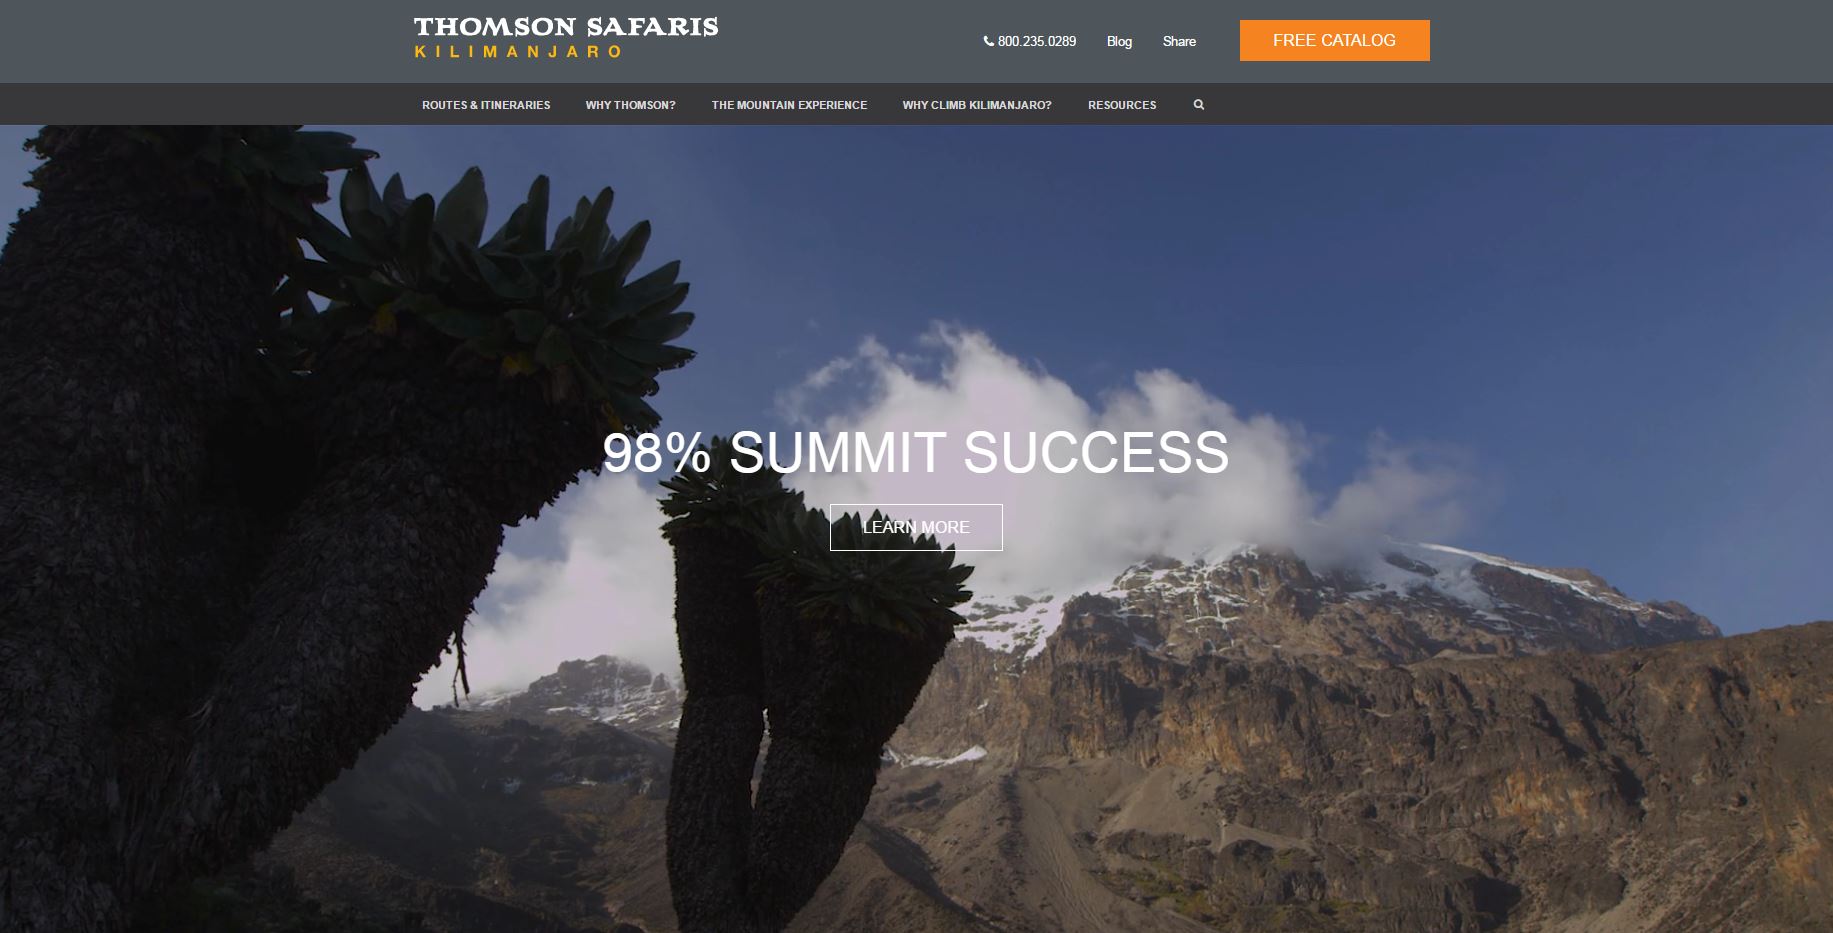 THOMSON SAFARIS
KILIMANJARO
800.235.0289 Blog Share FREE CATALOG
ROUTES & ITINERARIES WHY THOMSON? THE MOUNTAIN EXPERIENCE WHY CLIMB KILIMANJARO? RESOURCES
98% SUMMIT SUCCESS
LEARN MORE